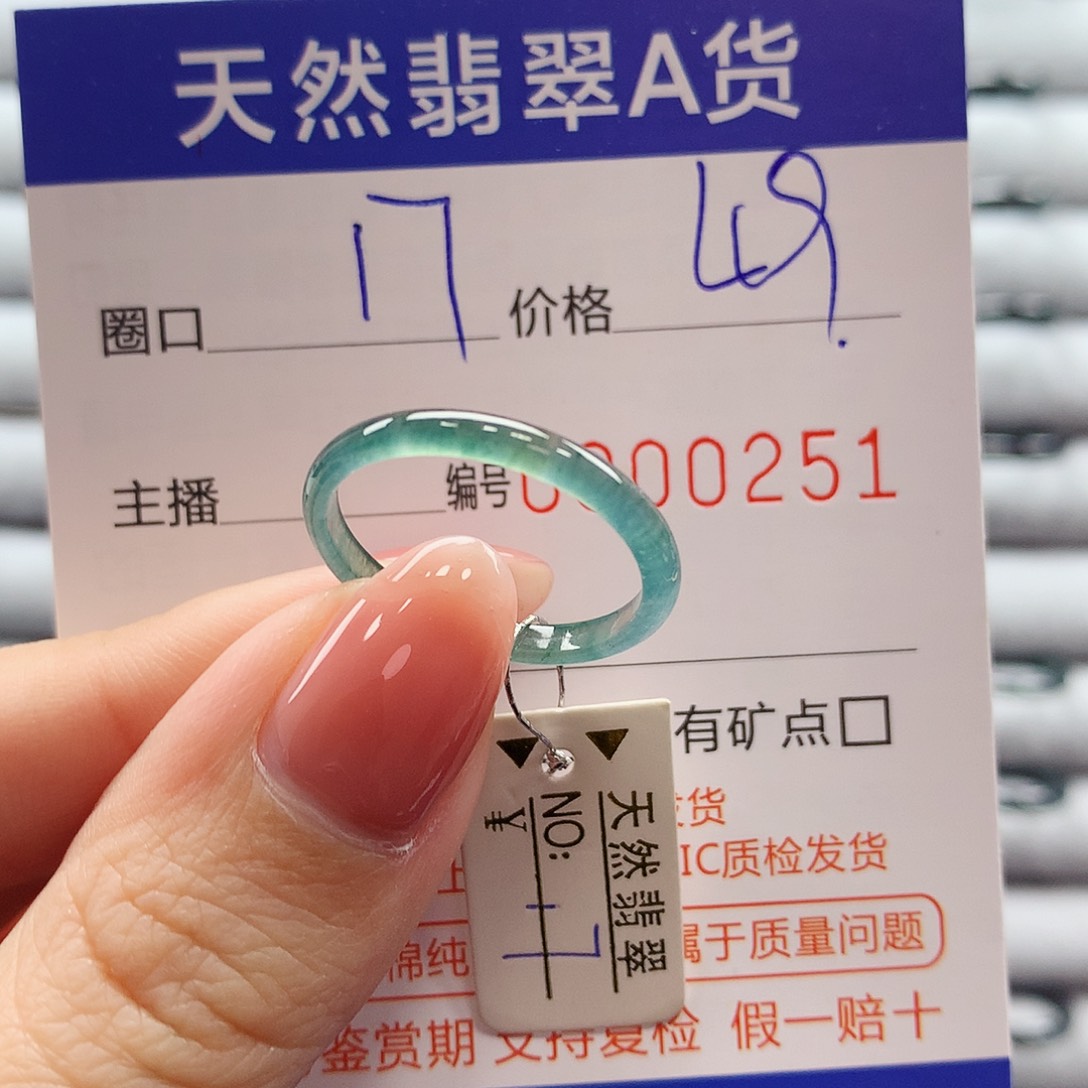 天然翡翠A货
圈口 17 价格 49.
主播 编号 0000251
有矿点□
发货
IC质检发货
棉纯 属于质量问题
鉴赏期 支持复检 假一赔十
天然翡翠
NO: 17
¥